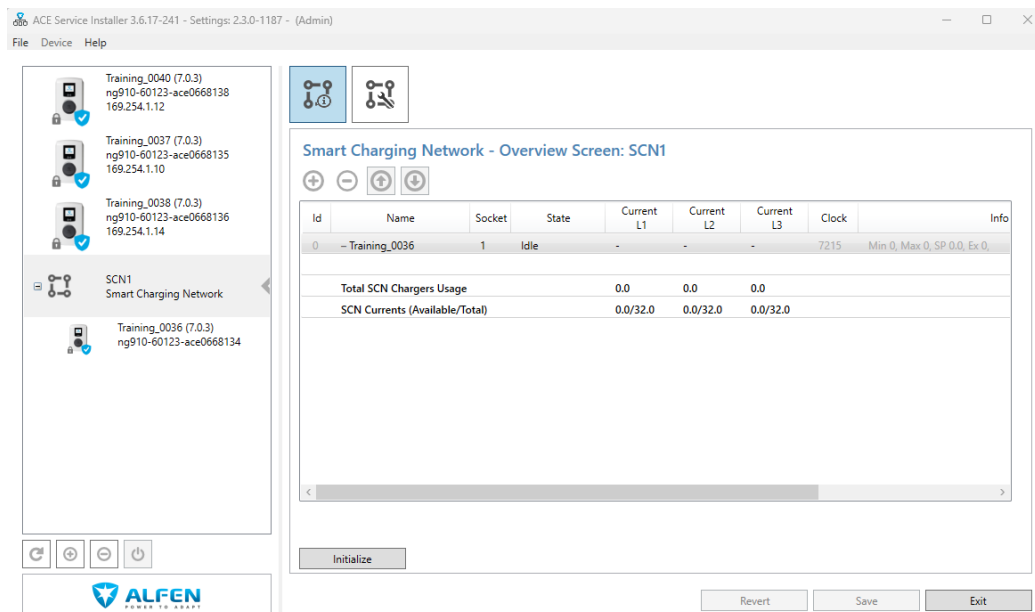 ACE Service Installer 3.6.17-241 - Settings: 2.3.0-1187 - (Admin)
File Device Help
Training_0040 (7.0.3)
ng910-60123-ace0668138
169.254.1.12
Training_0037 (7.0.3)
ng910-60123-ace0668135
169.254.1.10
Training_0038 (7.0.3)
ng910-60123-ace0668136
169.254.1.14
SCN1
Smart Charging Network
Training_0036 (7.0.3)
ng910-60123-ace0668134
ALFEN
POWER TO ADAPT
Smart Charging Network - Overview Screen: SCN1
Id Name Socket State Current L1 Current L2 Current L3 Clock Info
0 – Training_0036 1 Idle - - - 7215 Min 0, Max 0, SP 0.0, Ex 0,
Total SCN Chargers Usage 0.0 0.0 0.0
SCN Currents (Available/Total) 0.0/32.0 0.0/32.0 0.0/32.0
Initialize
Revert Save Exit